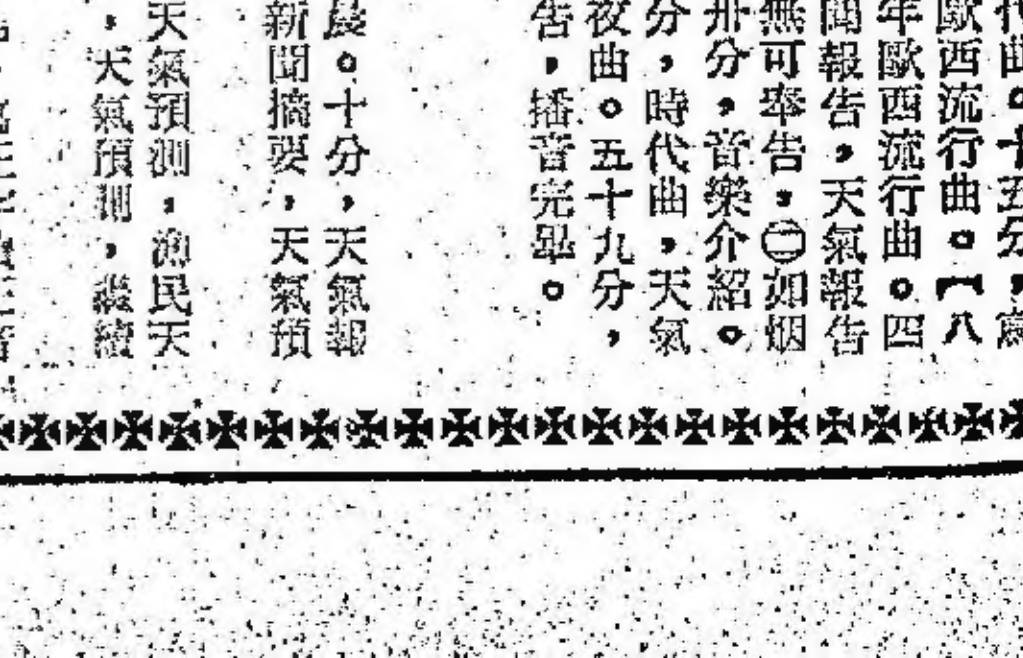 代曲。十五分，
歐西流行曲。【八
年歐西流行曲。四
聞報告，天氣報告
無可奉告，㊁如烟
卅分，音樂介紹。
分，時代曲，天氣
夜曲。五十九分，
告，播音完畢。
晨。十分，天氣報
新聞摘要，天氣預
天氣預測，漁民天
，天氣預測，繼續